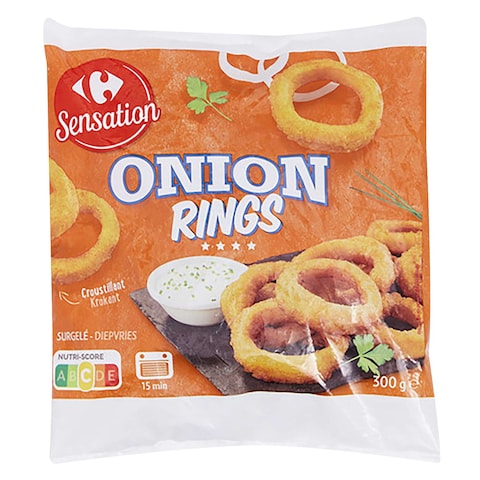 Sensation
ONION
RINGS
Croustillant
Krokant
SURGELÉ - DIEPVRIES
NUTRI-SCORE
A B C D E
15 min
300 g e